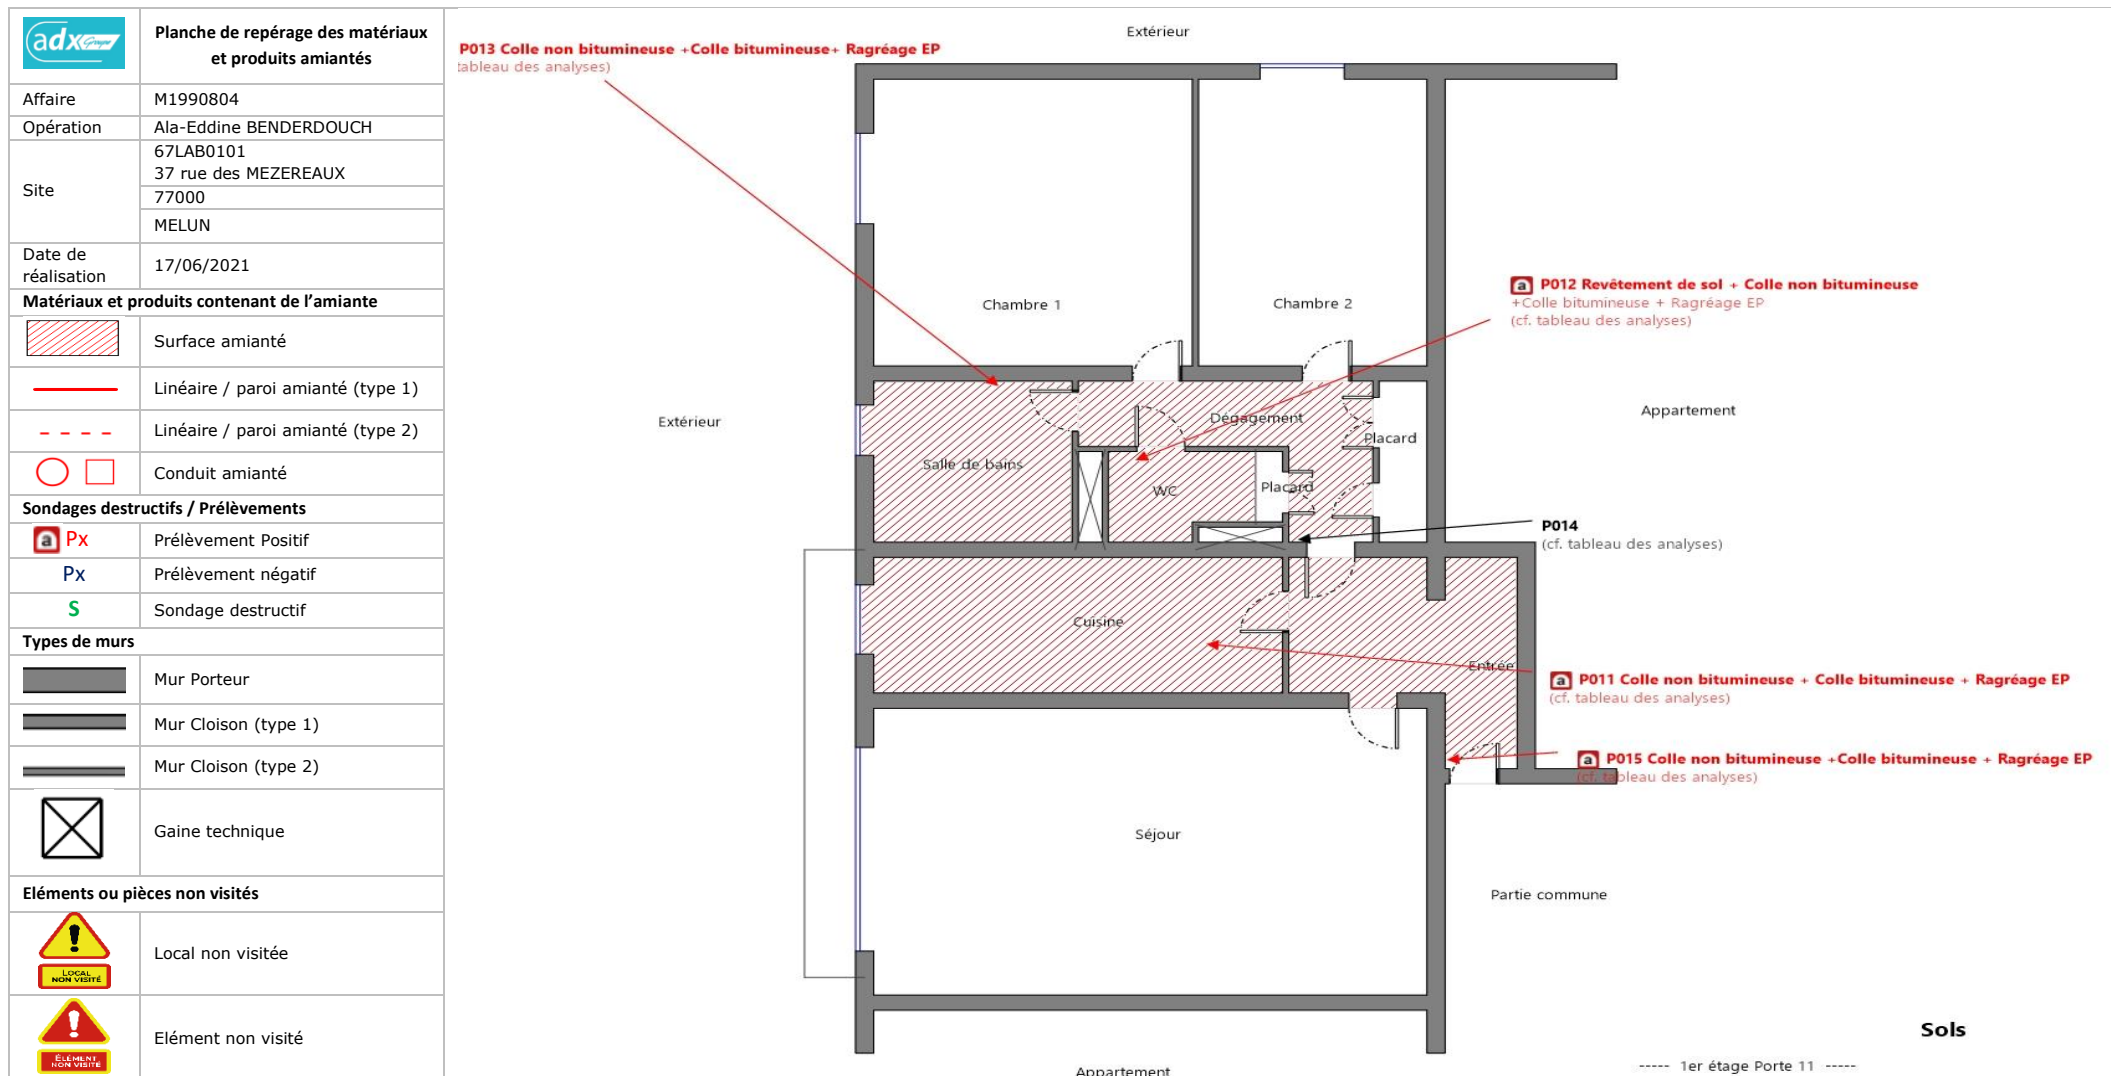 adx Groupe
Planche de repérage des matériaux
et produits amiantés
Affaire
M1990804
Opération
Ala-Eddine BENDERDOUCH
Site
67LAB0101
37 rue des MEZEREAUX
77000
MELUN
Date de
réalisation
17/06/2021
Matériaux et produits contenant de l'amiante
Surface amianté
Linéaire / paroi amianté (type 1)
Linéaire / paroi amianté (type 2)
Conduit amianté
Sondages destructifs / Prélèvements
a Px
Prélèvement Positif
Px
Prélèvement négatif
S
Sondage destructif
Types de murs
Mur Porteur
Mur Cloison (type 1)
Mur Cloison (type 2)
Gaine technique
Eléments ou pièces non visités
LOCAL
NON VISITÉ
Local non visitée
ÉLÉMENT
NON VISITÉ
Elément non visité
Extérieur
P013 Colle non bitumineuse +Colle bitumineuse+ Ragréage EP
tableau des analyses)
Chambre 1
Chambre 2
a P012 Revêtement de sol + Colle non bitumineuse
+Colle bitumineuse + Ragréage EP
(cf. tableau des analyses)
Extérieur
Dégagement
Placard
Appartement
Salle de bains
WC
Placard
P014
(cf. tableau des analyses)
Cuisine
Entrée
a P011 Colle non bitumineuse + Colle bitumineuse + Ragréage EP
(cf. tableau des analyses)
a P015 Colle non bitumineuse +Colle bitumineuse + Ragréage EP
(cf. tableau des analyses)
Séjour
Partie commune
Sols
Appartement
----- 1er étage Porte 11 -----